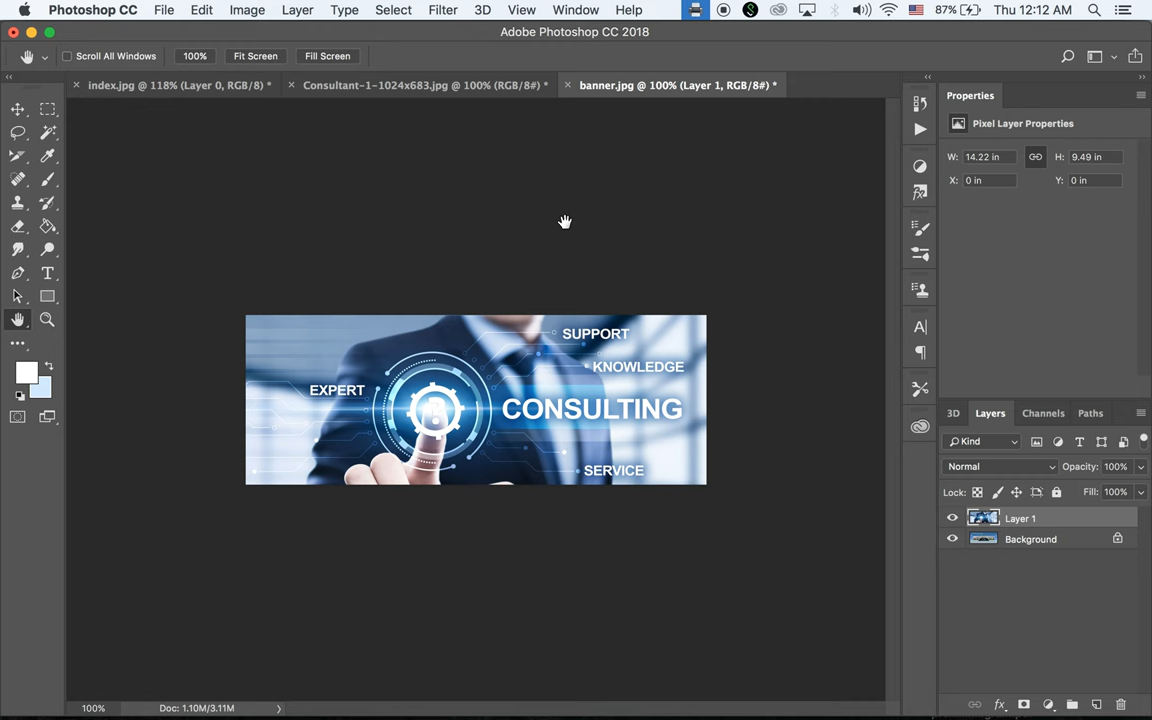 Photoshop CC File Edit Image Layer Type Select Filter 3D View Window Help 87% Thu 12:12 AM
Adobe Photoshop CC 2018
Scroll All Windows 100% Fit Screen Fill Screen
index.jpg @ 118% (Layer 0, RGB/8) * Consultant-1-1024x683.jpg @ 100% (RGB/8#) * banner.jpg @ 100% (Layer 1, RGB/8#) *
Properties
Pixel Layer Properties
W: 14.22 in H: 9.49 in
X: 0 in Y: 0 in
SUPPORT
KNOWLEDGE
EXPERT
CONSULTING
SERVICE
3D Layers Channels Paths
Kind
Normal Opacity: 100%
Lock: Fill: 100%
Layer 1
Background
100% Doc: 1.10M/3.11M